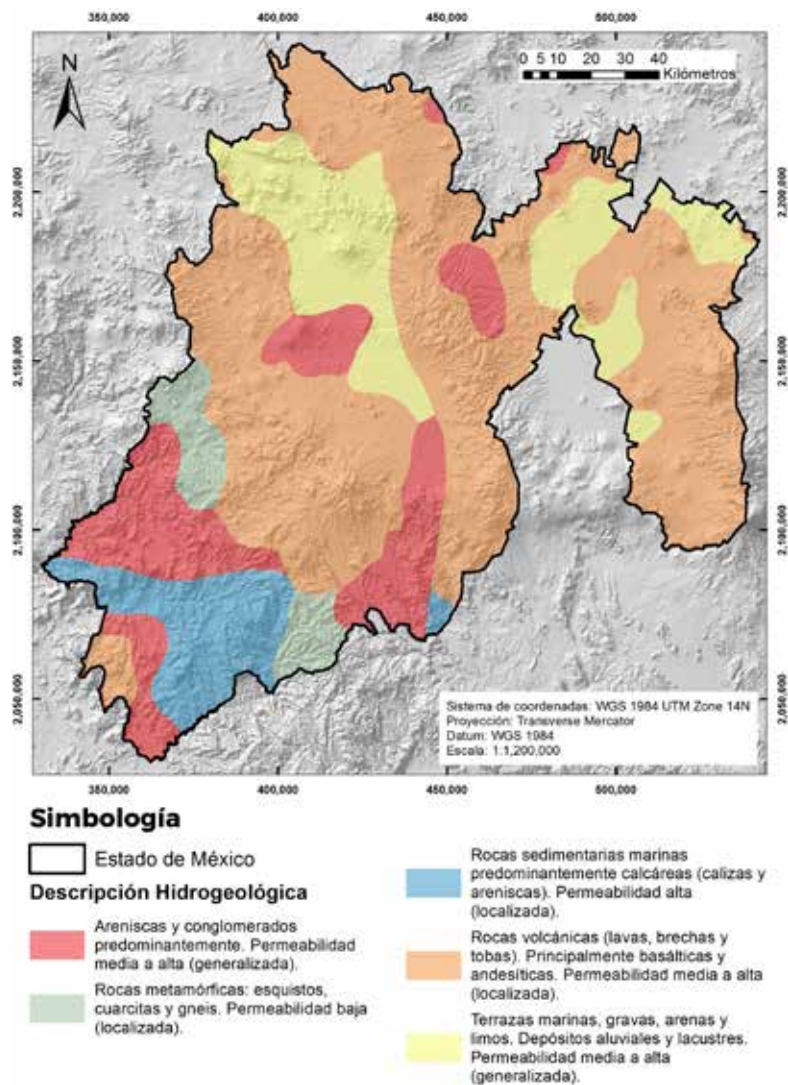 350,000 400,000 450,000 500,000
N
0 5 10 20 30 40
Kilómetros
2,200,000 2,200,000
2,150,000 2,150,000
2,100,000 2,100,000
2,050,000 2,050,000
Sistema de coordenadas: WGS 1984 UTM Zone 14N
Proyección: Transverse Mercator
Datum: WGS 1984
Escala: 1:1,200,000
350,000 400,000 450,000 500,000
Simbología
Estado de México
Descripción Hidrogeológica
Areniscas y conglomerados
predominantemente. Permeabilidad
media a alta (generalizada).
Rocas metamórficas: esquistos,
cuarcitas y gneis. Permeabilidad baja
(localizada).
Rocas sedimentarias marinas
predominantemente calcáreas (calizas y
areniscas). Permeabilidad alta
(localizada).
Rocas volcánicas (lavas, brechas y
tobas). Principalmente basálticas y
andesíticas. Permeabilidad media a alta
(localizada).
Terrazas marinas, gravas, arenas y
limos. Depósitos aluviales y lacustres.
Permeabilidad media a alta
(generalizada).